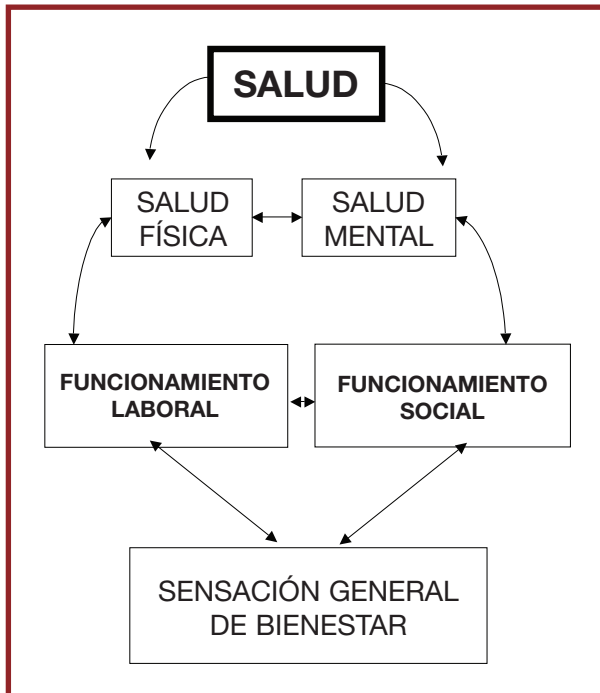 SALUD
SALUD
FÍSICA
SALUD
MENTAL
FUNCIONAMIENTO
LABORAL
FUNCIONAMIENTO
SOCIAL
SENSACIÓN GENERAL
DE BIENESTAR